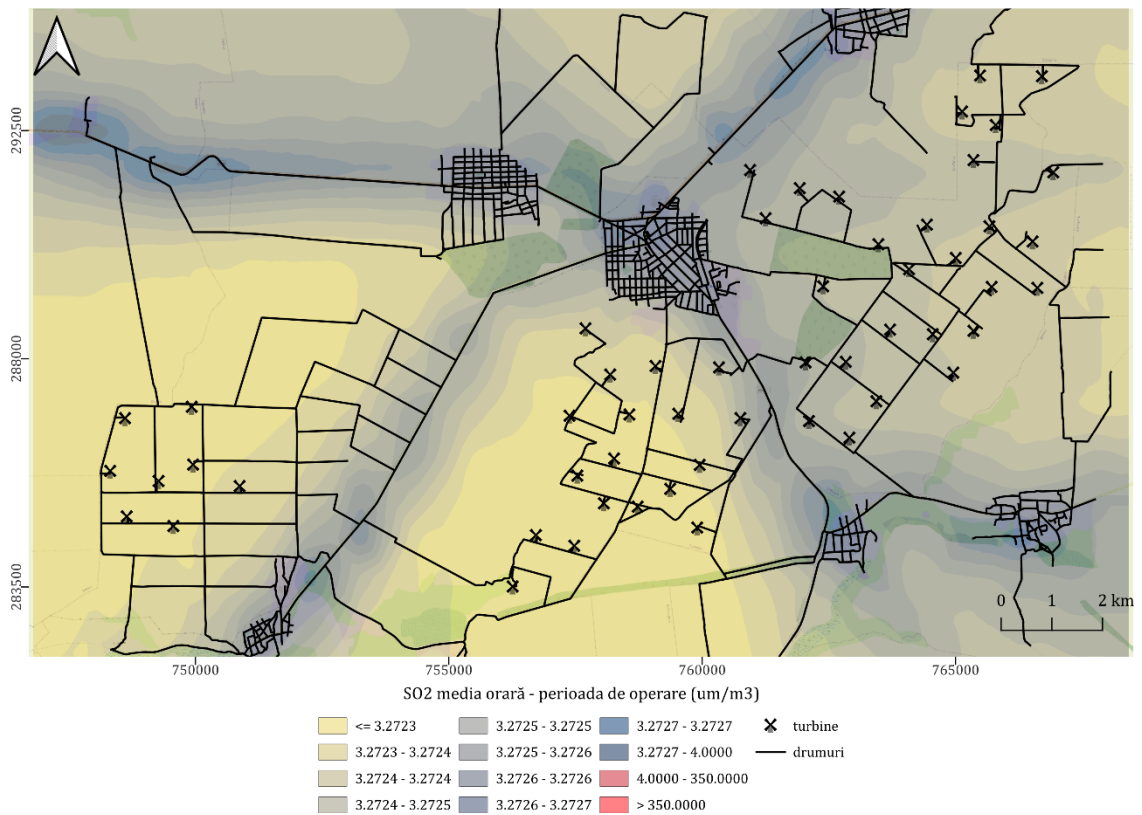 292500
288000
283500
0 1 2 km
750000 755000 760000 765000
SO2 media orară - perioada de operare (um/m3)
<= 3.2723 3.2725 - 3.2725 3.2727 - 3.2727 turbine
3.2723 - 3.2724 3.2725 - 3.2726 3.2727 - 4.0000 drumuri
3.2724 - 3.2724 3.2726 - 3.2726 4.0000 - 350.0000
3.2724 - 3.2725 3.2726 - 3.2727 > 350.0000